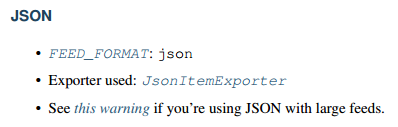 JSON
• FEED_FORMAT: json
• Exporter used: JsonItemExporter
• See this warning if you're using JSON with large feeds.